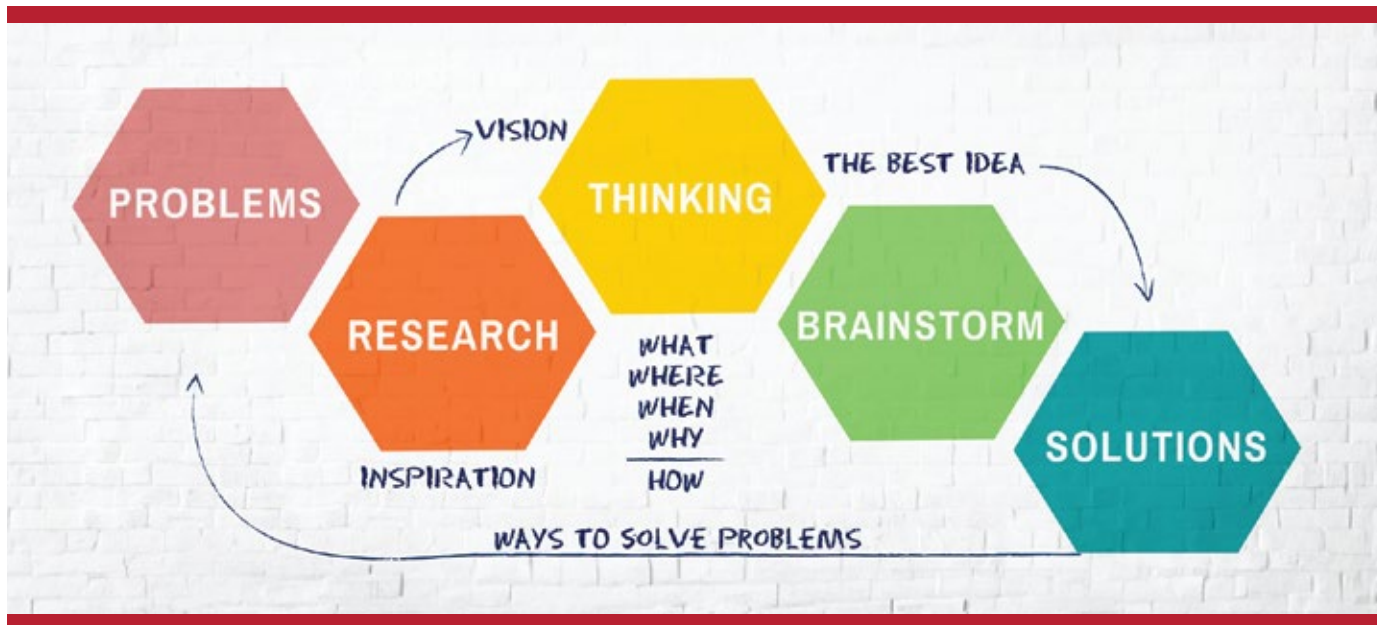 PROBLEMS
RESEARCH
INSPIRATION
VISION
THINKING
WHAT
WHERE
WHEN
WHY
HOW
BRAINSTORM
THE BEST IDEA
SOLUTIONS
WAYS TO SOLVE PROBLEMS